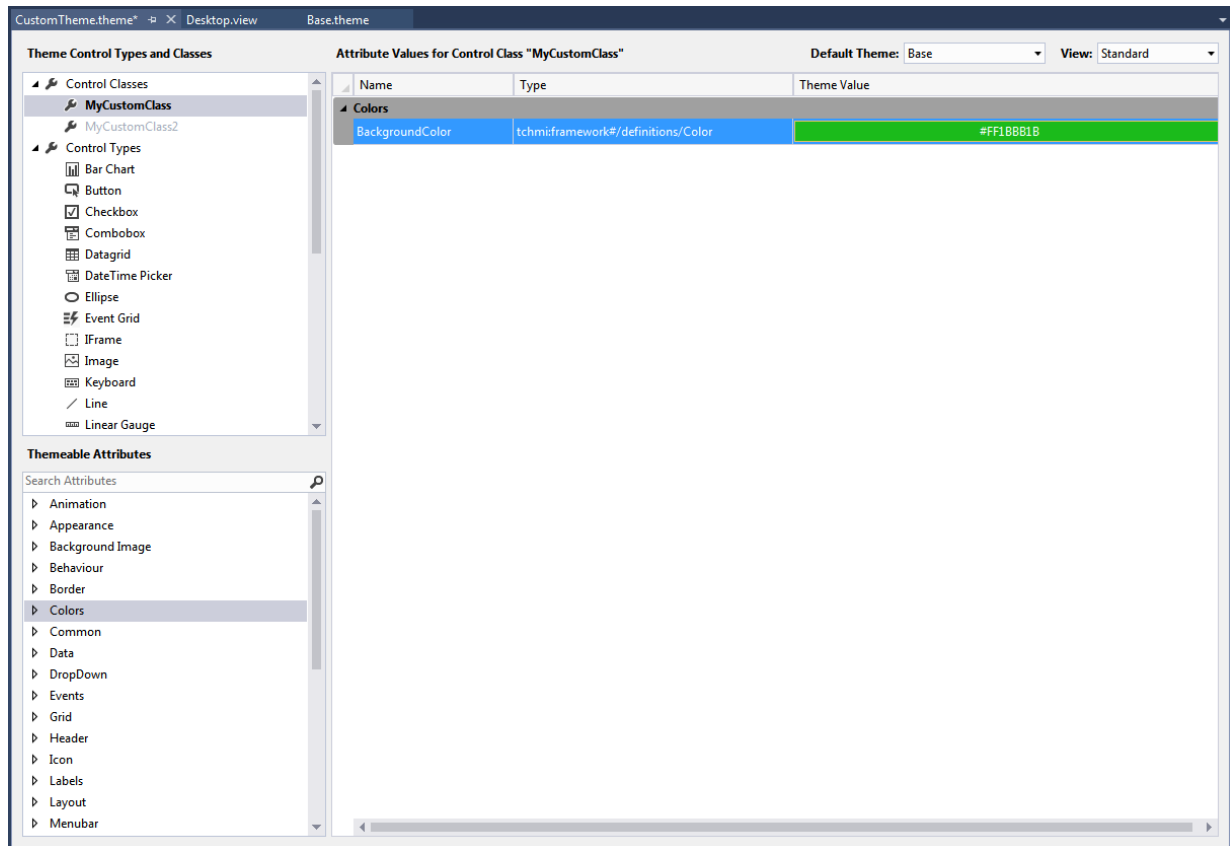 CustomTheme.theme* Desktop.view Base.theme
Theme Control Types and Classes
Control Classes
MyCustomClass
MyCustomClass2
Control Types
Bar Chart
Button
Checkbox
Combobox
Datagrid
DateTime Picker
Ellipse
Event Grid
IFrame
Image
Keyboard
Line
Linear Gauge
Themeable Attributes
Search Attributes
Animation
Appearance
Background Image
Behaviour
Border
Colors
Common
Data
DropDown
Events
Grid
Header
Icon
Labels
Layout
Menubar
Attribute Values for Control Class "MyCustomClass" Default Theme: Base View: Standard
Name Type Theme Value
Colors
BackgroundColor tchmi:framework#/definitions/Color #FF1BBB1B